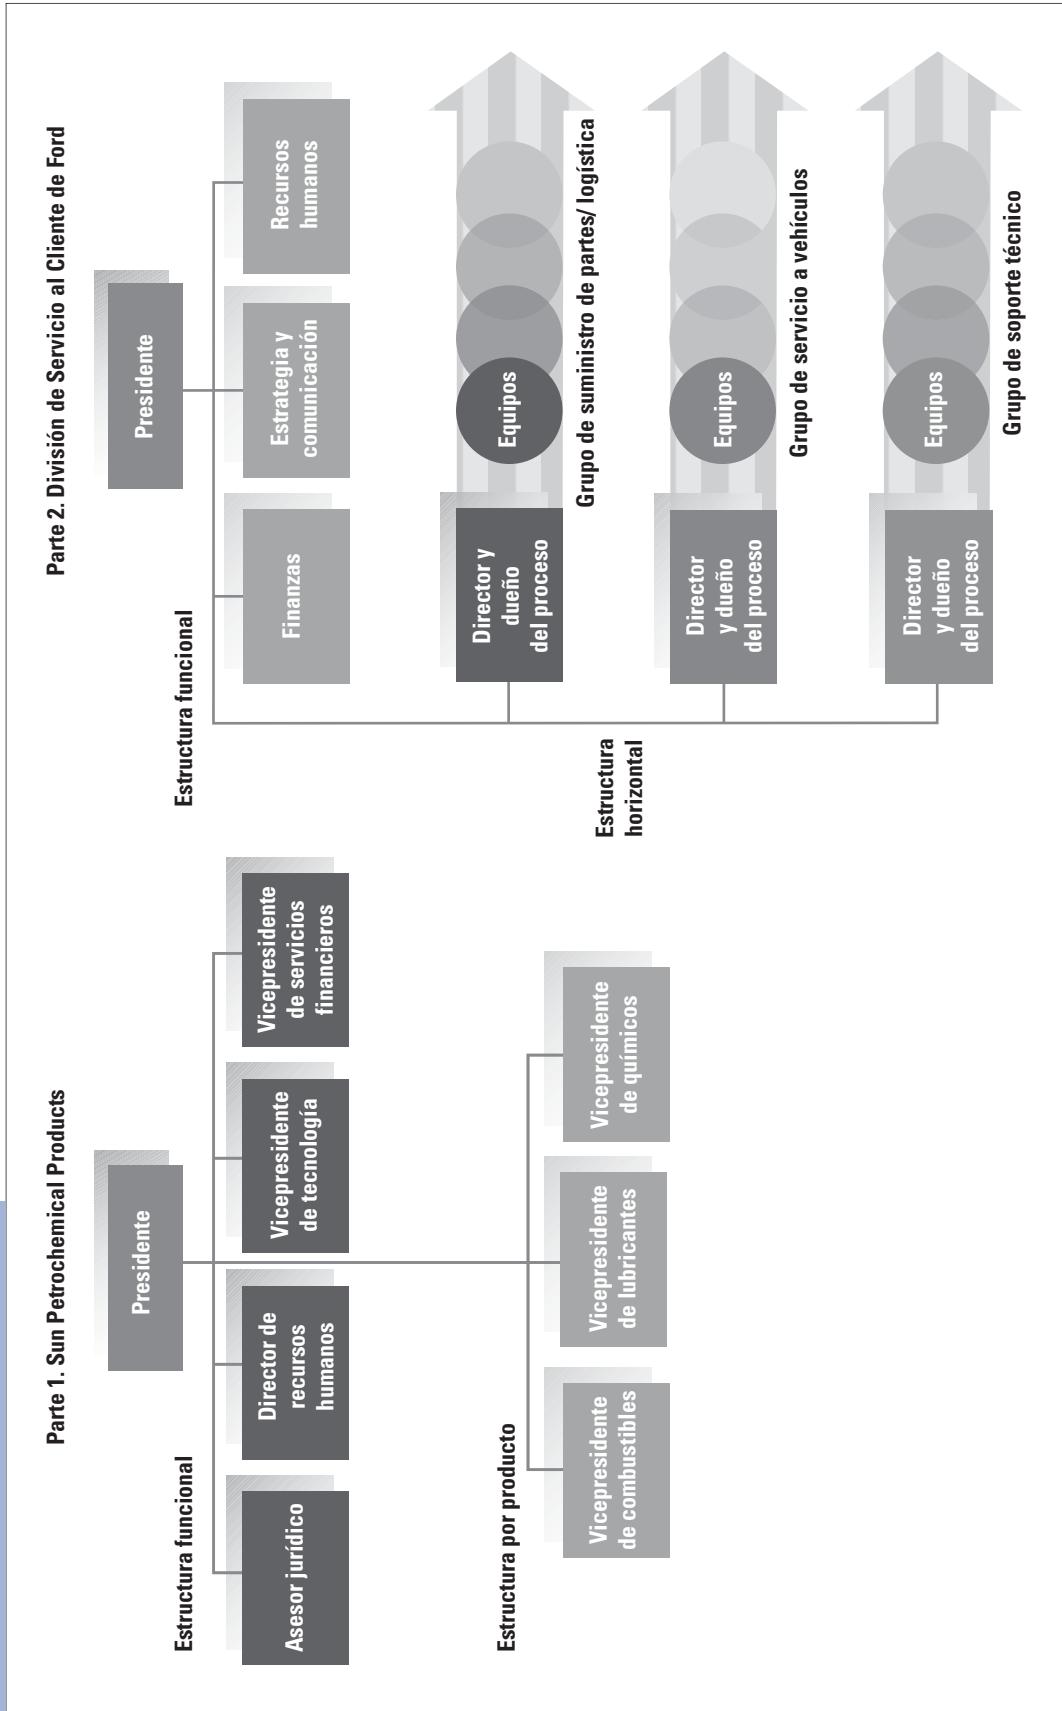 Parte 1. Sun Petrochemical Products
Presidente
Estructura funcional
Asesor jurídico
Director de
recursos
humanos
Vicepresidente
de tecnología
Vicepresidente
de servicios
financieros
Estructura por producto
Vicepresidente
de combustibles
Vicepresidente
de lubricantes
Vicepresidente
de químicos
Parte 2. División de Servicio al Cliente de Ford
Presidente
Estructura funcional
Finanzas
Estrategia y
comunicación
Recursos
humanos
Estructura
horizontal
Director y
dueño
del proceso
Equipos
Grupo de suministro de partes/ logística
Director
y dueño
del proceso
Equipos
Grupo de servicio a vehículos
Director
y dueño
del proceso
Equipos
Grupo de soporte técnico